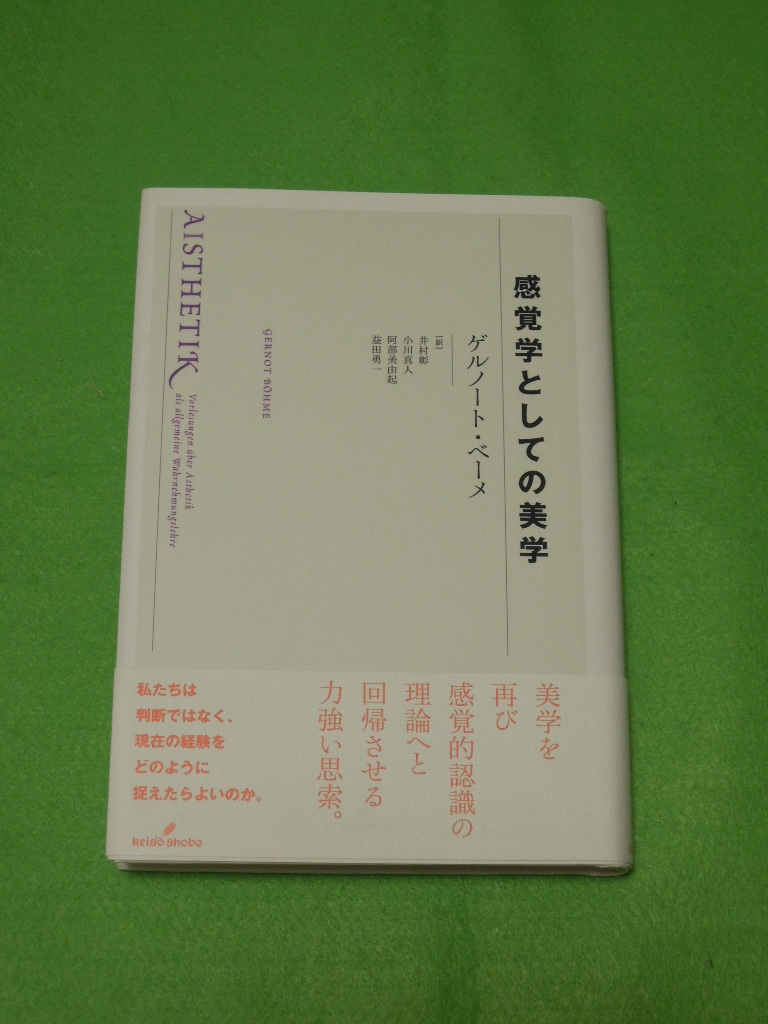 感覚学としての美学
ゲルノート・ベーメ
[訳]
井村彰
小川真人
阿部美由起
益田勇一
GERNOT BÖHME
AISTHETIK
Vorlesungen über Ästhetik
als allgemeine Wahrnehmungslehre
美学を
再び
感覚的認識の
理論へと
回帰させる
力強い思索。
私たちは
判断ではなく、
現在の経験を
どのように
捉えたらよいのか。
keiso shobo